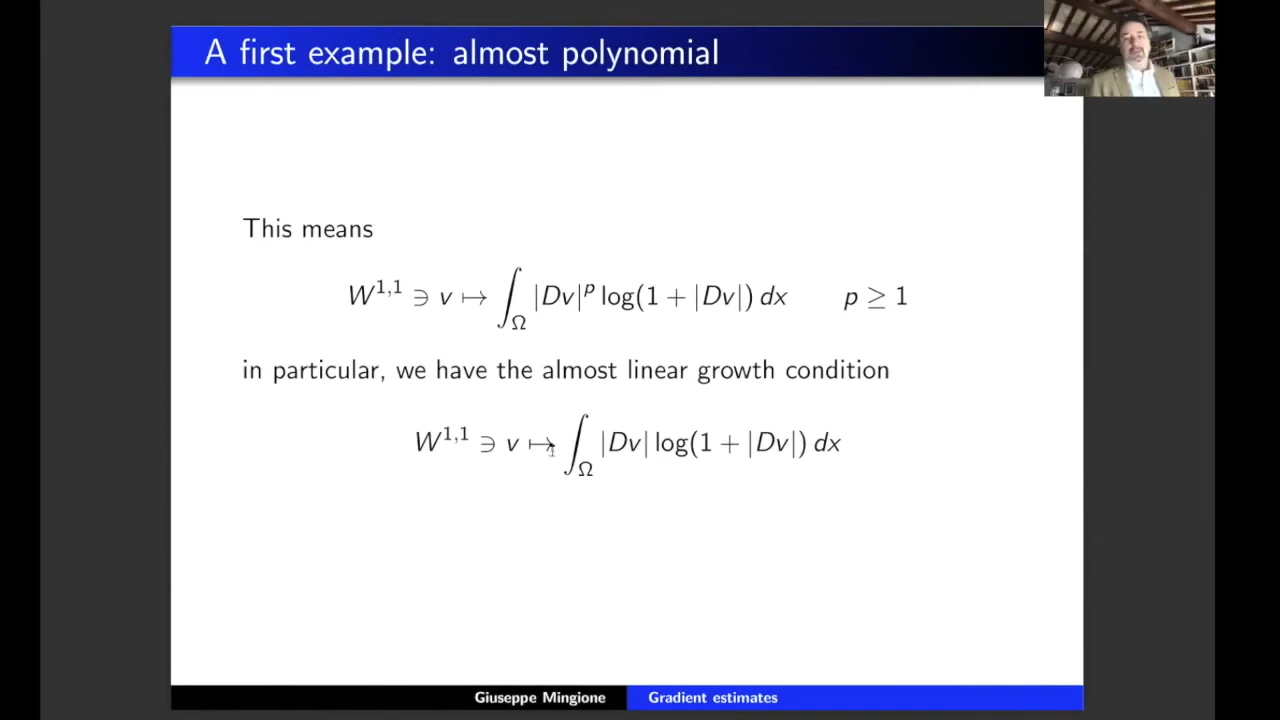 A first example: almost polynomial
This means
W^{1,1} ∋ v ↦ ∫_Ω |Dv|^p log(1 + |Dv|) dx p ≥ 1
in particular, we have the almost linear growth condition
W^{1,1} ∋ v ↦ ∫_Ω |Dv| log(1 + |Dv|) dx
Giuseppe Mingione Gradient estimates